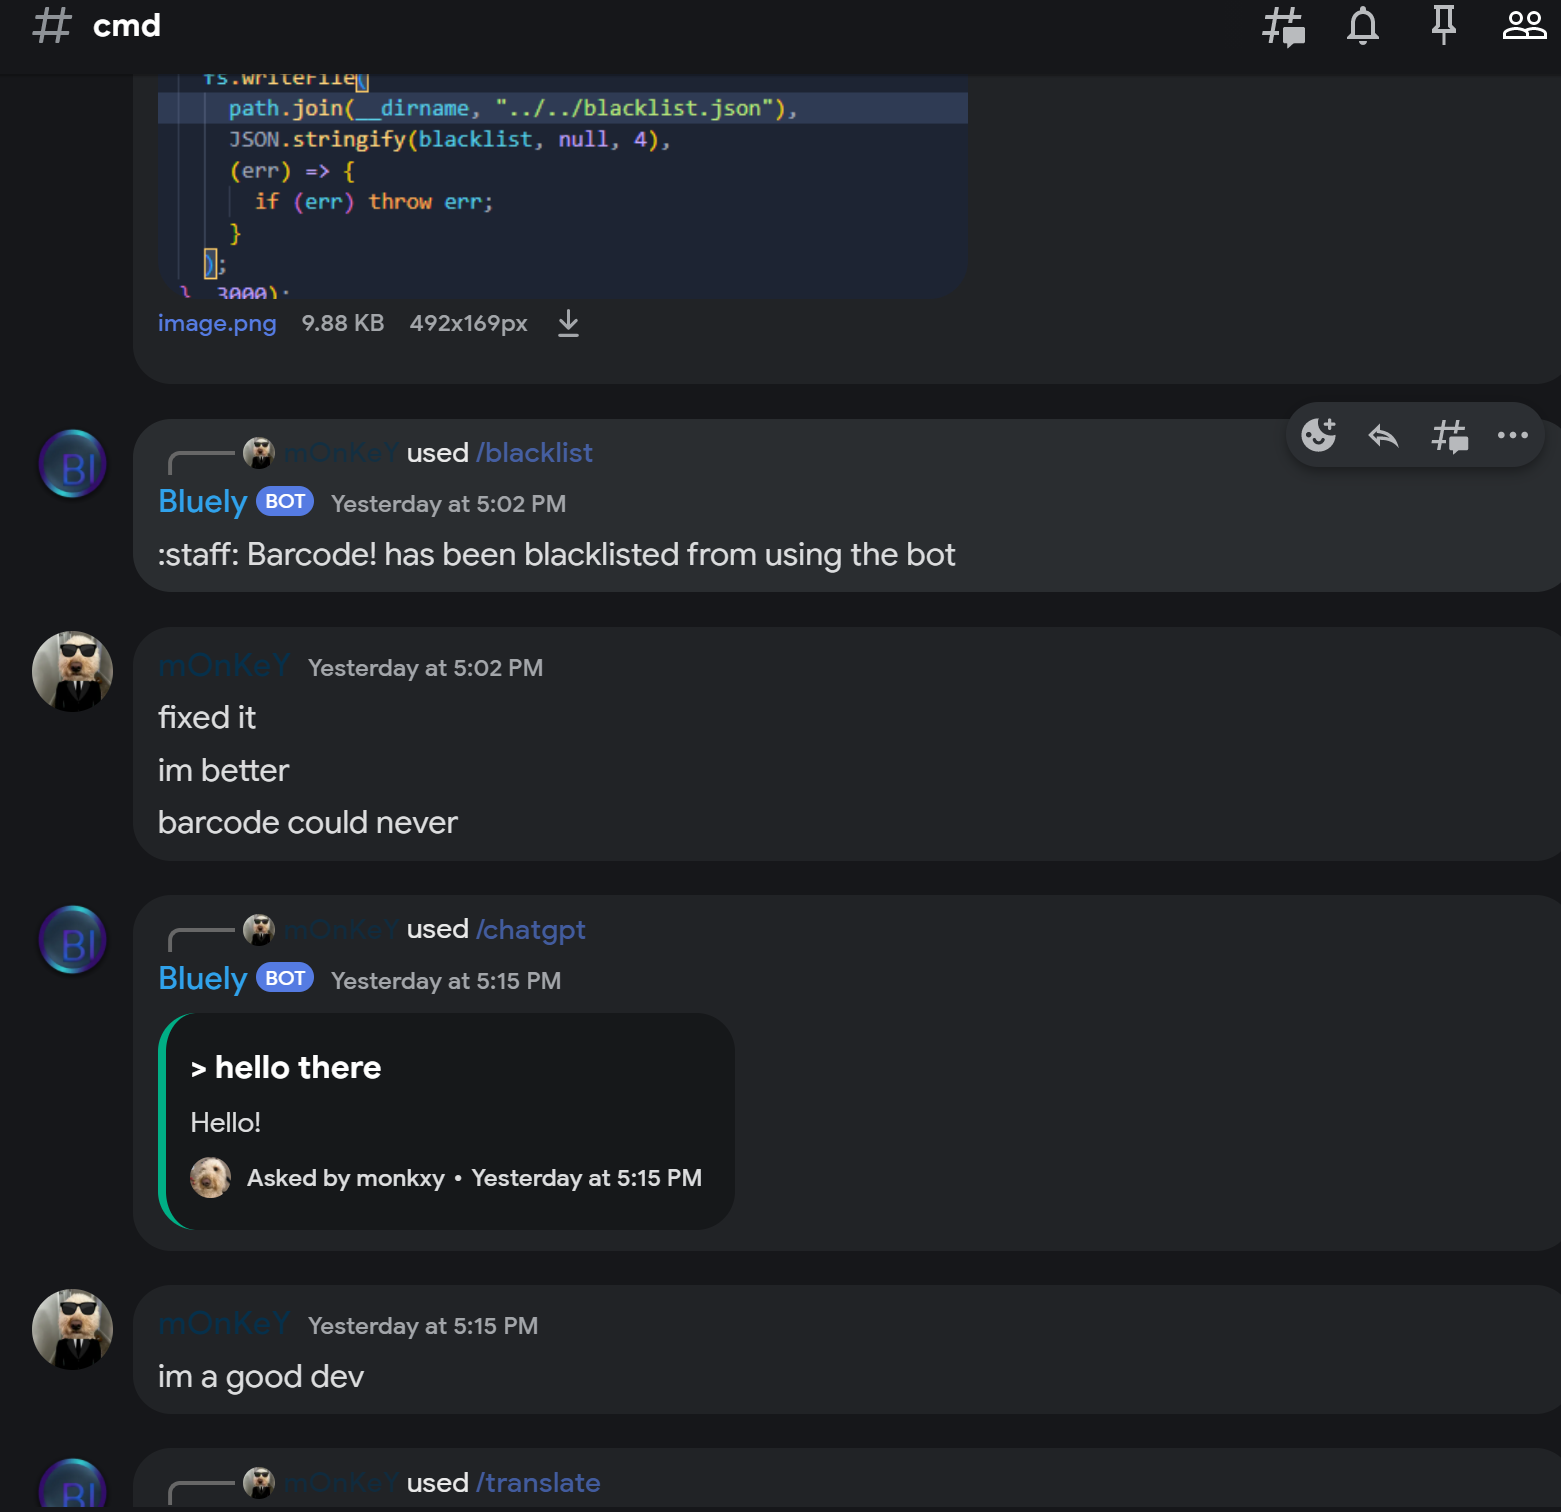 # cmd
fs.writeFile(
path.join(__dirname, "../../blacklist.json"),
JSON.stringify(blacklist, null, 4),
(err) => {
if (err) throw err;
}
);
}, 3000);
image.png 9.88 KB 492x169px
mOnKeY used /blacklist
BI
Bluely BOT Yesterday at 5:02 PM
:staff: Barcode! has been blacklisted from using the bot
mOnKeY Yesterday at 5:02 PM
fixed it
im better
barcode could never
mOnKeY used /chatgpt
BI
Bluely BOT Yesterday at 5:15 PM
> hello there
Hello!
Asked by monkxy • Yesterday at 5:15 PM
mOnKeY Yesterday at 5:15 PM
im a good dev
mOnKeY used /translate
BI